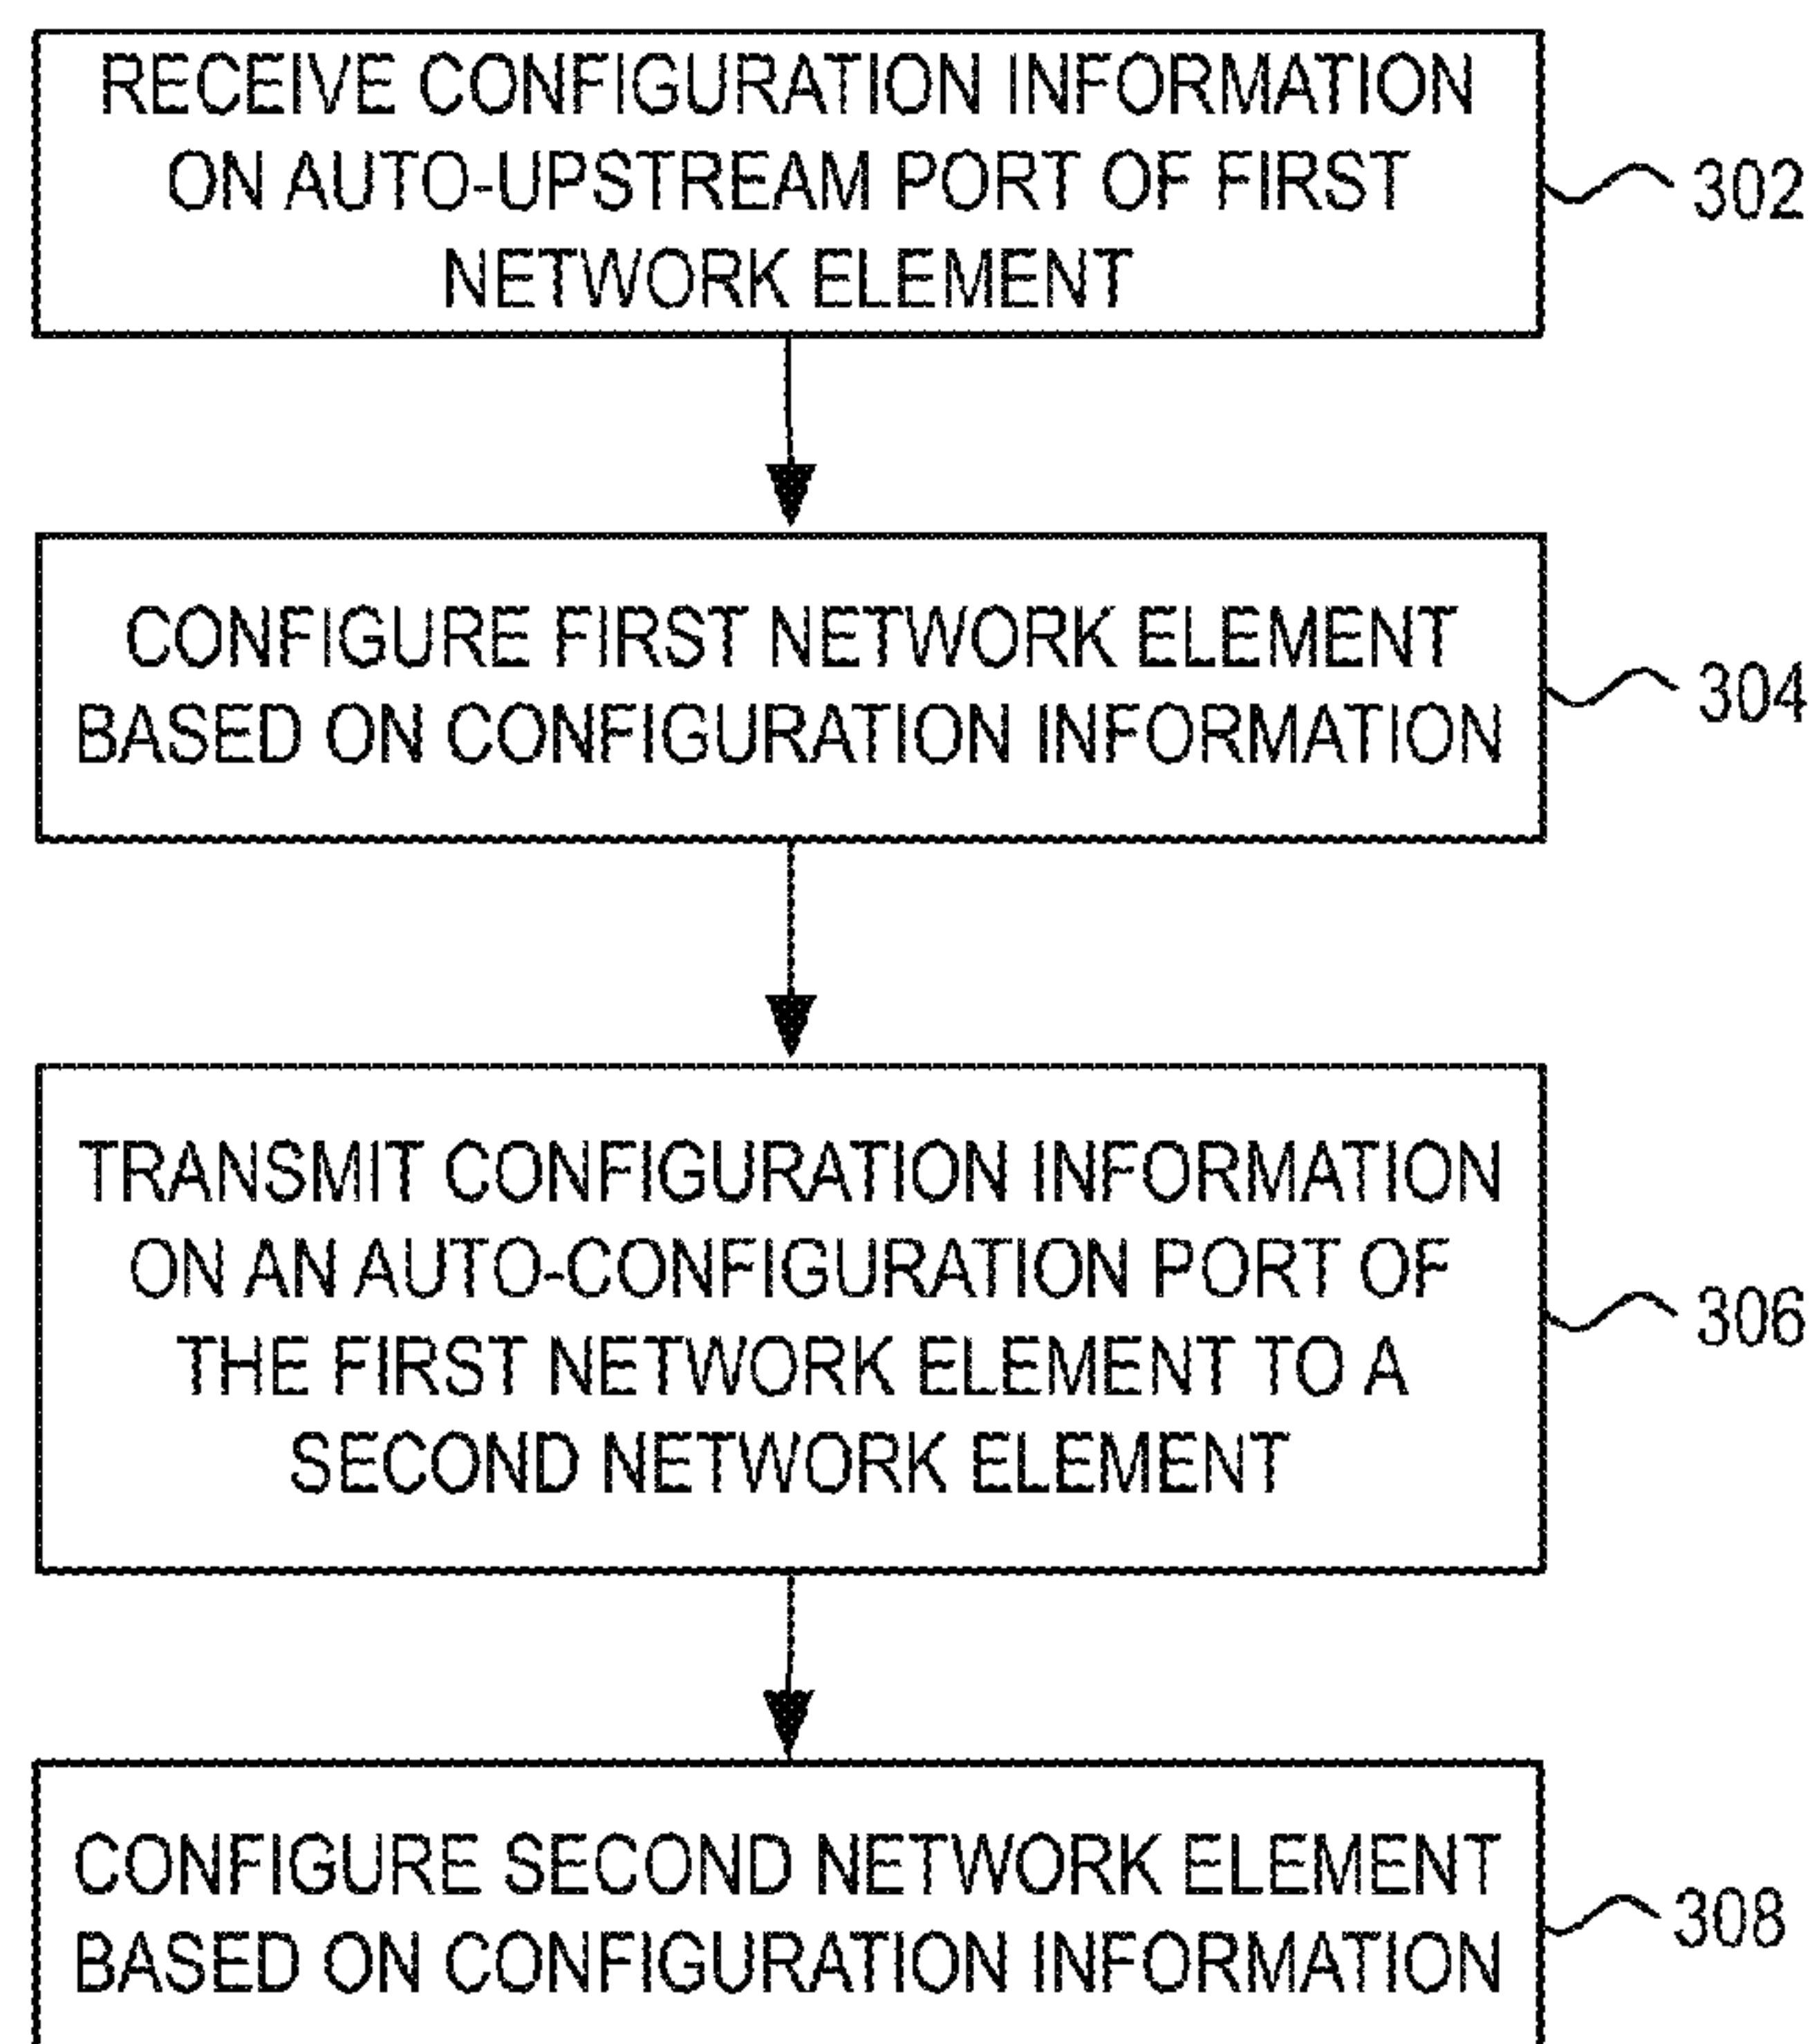 RECEIVE CONFIGURATION INFORMATION
ON AUTO-UPSTREAM PORT OF FIRST
NETWORK ELEMENT
302
CONFIGURE FIRST NETWORK ELEMENT
BASED ON CONFIGURATION INFORMATION
304
TRANSMIT CONFIGURATION INFORMATION
ON AN AUTO-CONFIGURATION PORT OF
THE FIRST NETWORK ELEMENT TO A
SECOND NETWORK ELEMENT
306
CONFIGURE SECOND NETWORK ELEMENT
BASED ON CONFIGURATION INFORMATION
308